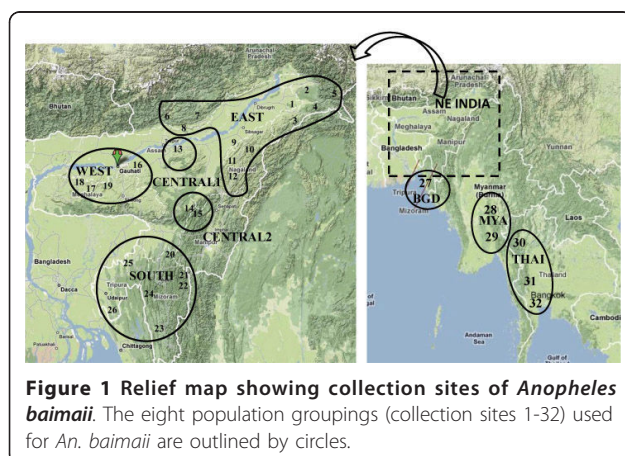 Arunachal Pradesh
Bhutan
Dibrugarh
Assam
Sibsagar
EAST
1
2
3
4
5
6
7
8
9
10
11
12
Nagaland
13
CENTRAL1
WEST
16
Gauhati
18
17
19
Meghalaya
14
15
Manipur
CENTRAL2
Bangladesh
Dacca
20
25
SOUTH
21
22
Tripura
Udaipur
24
Mizoram
26
23
Chittagong
Arunachal
Pradesh
Sikkim
Bhutan
NE INDIA
Assam
Nagaland
Meghalaya
Bangladesh
Manipur
Yunnan
27
Tripura
BGD
Mizoram
Myanmar
(Burma)
28
MYA
29
Laos
30
THAI
Thailand
31
Bangkok
32
Cambodi
Andaman
Sea
Gulf of
Figure 1 Relief map showing collection sites of Anopheles
baimaii. The eight population groupings (collection sites 1-32) used
for An. baimaii are outlined by circles.